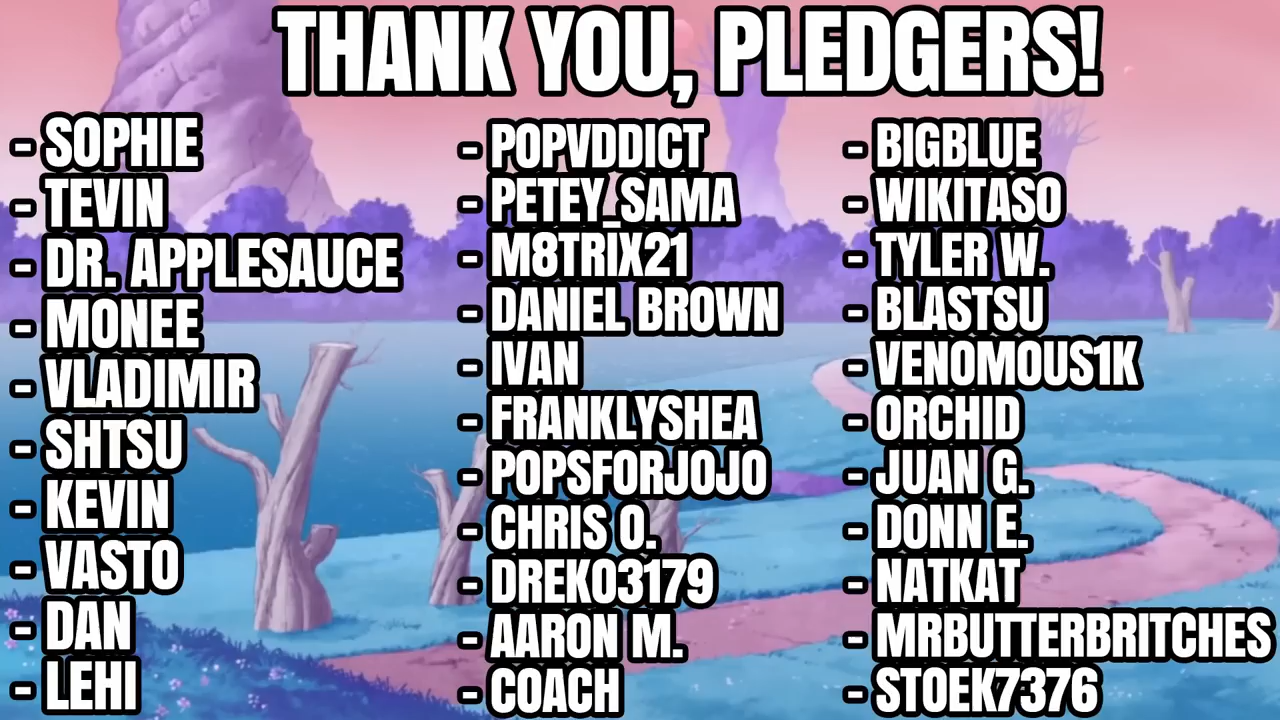 THANK YOU, PLEDGERS!
- SOPHIE
- TEVIN
- DR. APPLESAUCE
- MONEE
- VLADIMIR
- SHTSU
- KEVIN
- VASTO
- DAN
- LEHI
- POPVDDICT
- PETEY_SAMA
- M8TRIX21
- DANIEL BROWN
- IVAN
- FRANKLYSHEA
- POPSFORJOJO
- CHRIS O.
- DREKO3179
- AARON M.
- COACH
- BIGBLUE
- WIKITASO
- TYLER W.
- BLASTSU
- VENOMOUS1K
- ORCHID
- JUAN G.
- DONN E.
- NATKAT
- MRBUTTERBRITCHES
- STOEK7376